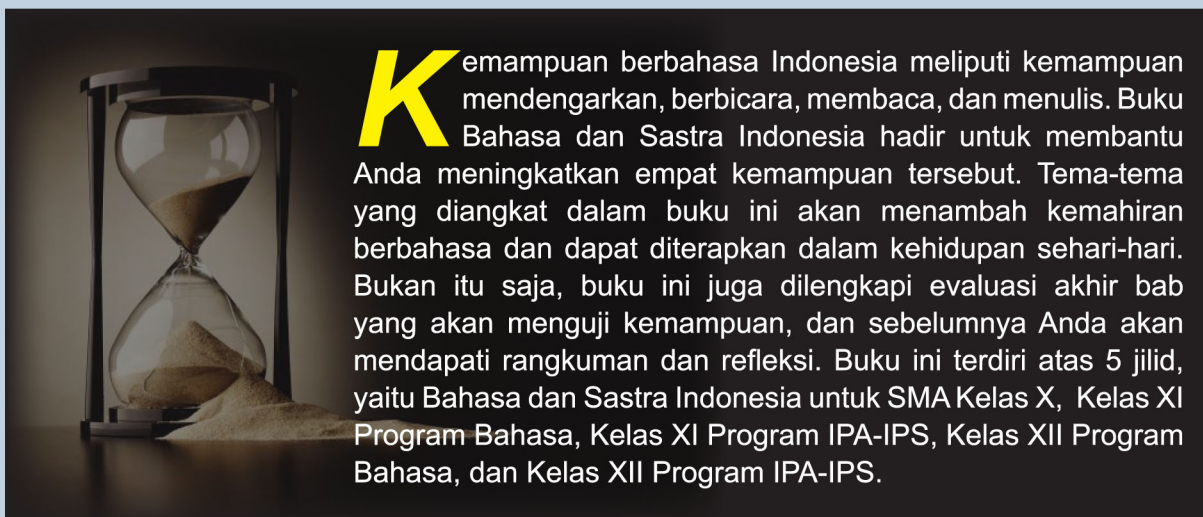 Kemampuan berbahasa Indonesia meliputi kemampuan
mendengarkan, berbicara, membaca, dan menulis. Buku
Bahasa dan Sastra Indonesia hadir untuk membantu
Anda meningkatkan empat kemampuan tersebut. Tema-tema
yang diangkat dalam buku ini akan menambah kemahiran
berbahasa dan dapat diterapkan dalam kehidupan sehari-hari.
Bukan itu saja, buku ini juga dilengkapi evaluasi akhir bab
yang akan menguji kemampuan, dan sebelumnya Anda akan
mendapati rangkuman dan refleksi. Buku ini terdiri atas 5 jilid,
yaitu Bahasa dan Sastra Indonesia untuk SMA Kelas X, Kelas XI
Program Bahasa, Kelas XI Program IPA-IPS, Kelas XII Program
Bahasa, dan Kelas XII Program IPA-IPS.